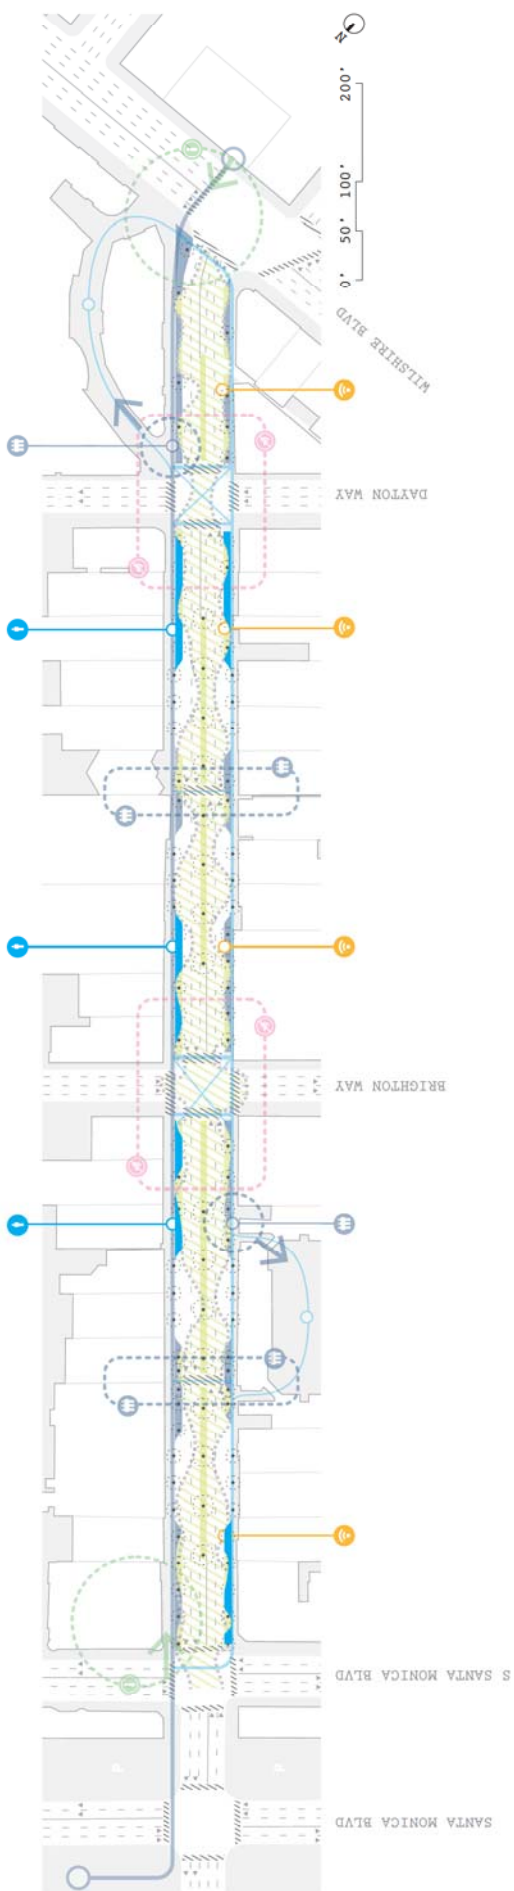 N
200'
100'
50'
0'
WILSHIRE BLVD
DAYTON WAY
BRIGHTON WAY
S SANTA MONICA BLVD
P
P
SANTA MONICA BLVD